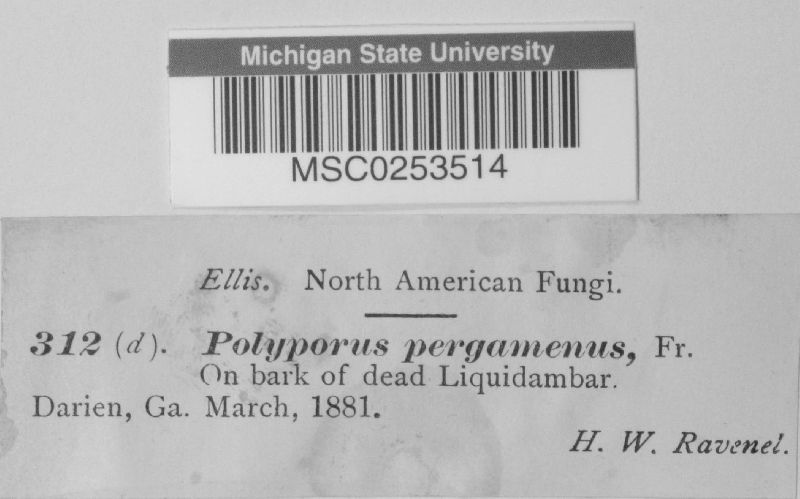 Michigan State University
MSC0253514
Ellis. North American Fungi.
312 (d). Polyporus pergamenus, Fr.
On bark of dead Liquidambar.
Darien, Ga. March, 1881.
H. W. Ravenel.